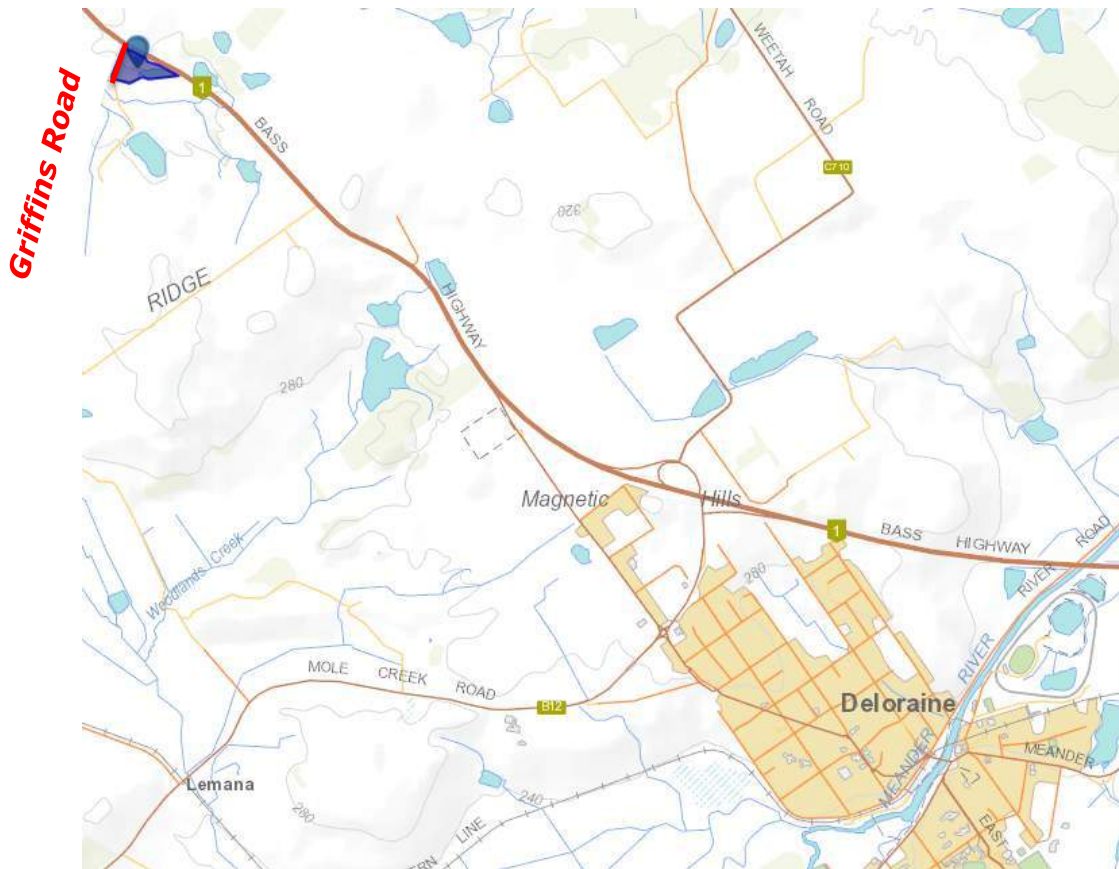 Griffins Road
1
BASS
HIGHWAY
WEETAH
ROAD
C710
320
RIDGE
280
Magnetic Hills
1
BASS HIGHWAY
RIVER ROAD
RIVER
MEANDER RIVER
280
Woodlands Creek
MOLE CREEK ROAD
B12
Deloraine
MEANDER
EAST
Lemana
280
240
LINE